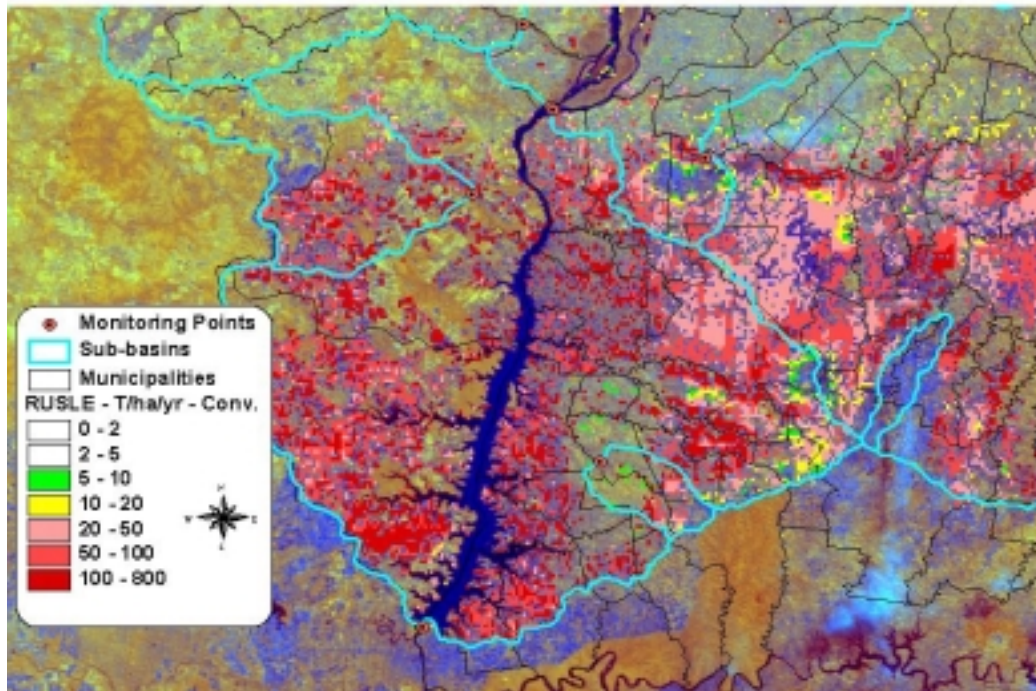 Monitoring Points
Sub-basins
Municipalities
RUSLE - T/ha/yr - Conv.
0 - 2
2 - 5
5 - 10
10 - 20
20 - 50
50 - 100
100 - 800